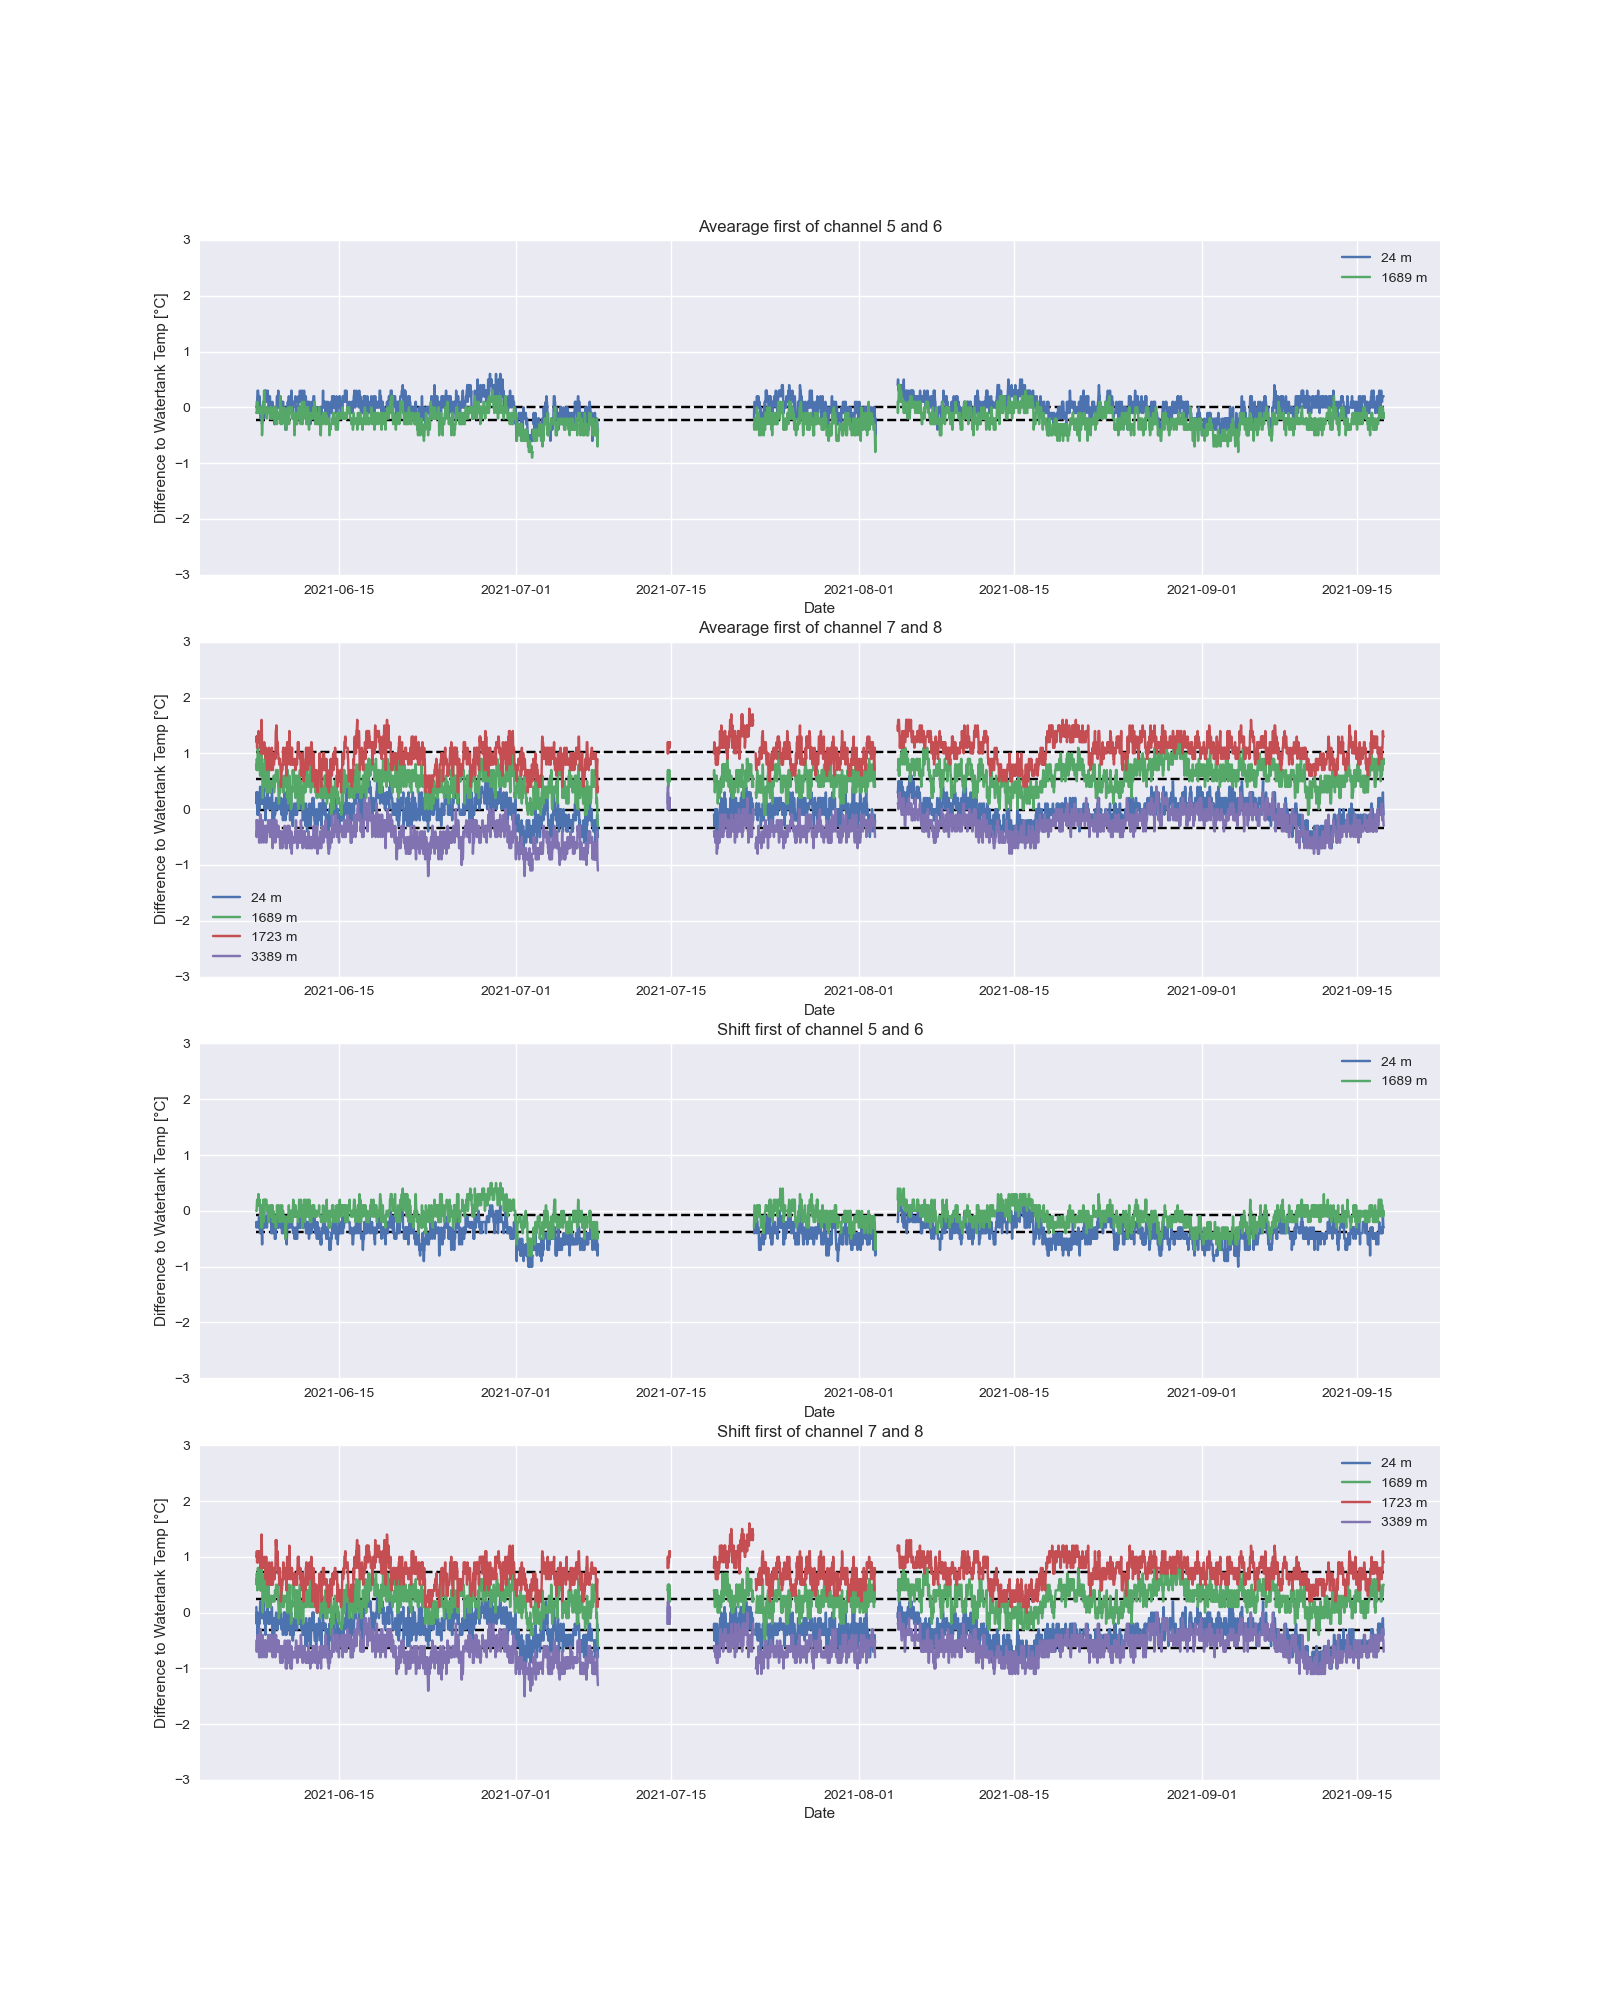 Avearage first of channel 5 and 6
Difference to Watertank Temp [°C]
3
2
1
0
−1
−2
−3
24 m
1689 m
2021-06-15 2021-07-01 2021-07-15 2021-08-01 2021-08-15 2021-09-01 2021-09-15
Date
Avearage first of channel 7 and 8
Difference to Watertank Temp [°C]
3
2
1
0
−1
−2
−3
24 m
1689 m
1723 m
3389 m
2021-06-15 2021-07-01 2021-07-15 2021-08-01 2021-08-15 2021-09-01 2021-09-15
Date
Shift first of channel 5 and 6
Difference to Watertank Temp [°C]
3
2
1
0
−1
−2
−3
24 m
1689 m
2021-06-15 2021-07-01 2021-07-15 2021-08-01 2021-08-15 2021-09-01 2021-09-15
Date
Shift first of channel 7 and 8
Difference to Watertank Temp [°C]
3
2
1
0
−1
−2
−3
24 m
1689 m
1723 m
3389 m
2021-06-15 2021-07-01 2021-07-15 2021-08-01 2021-08-15 2021-09-01 2021-09-15
Date